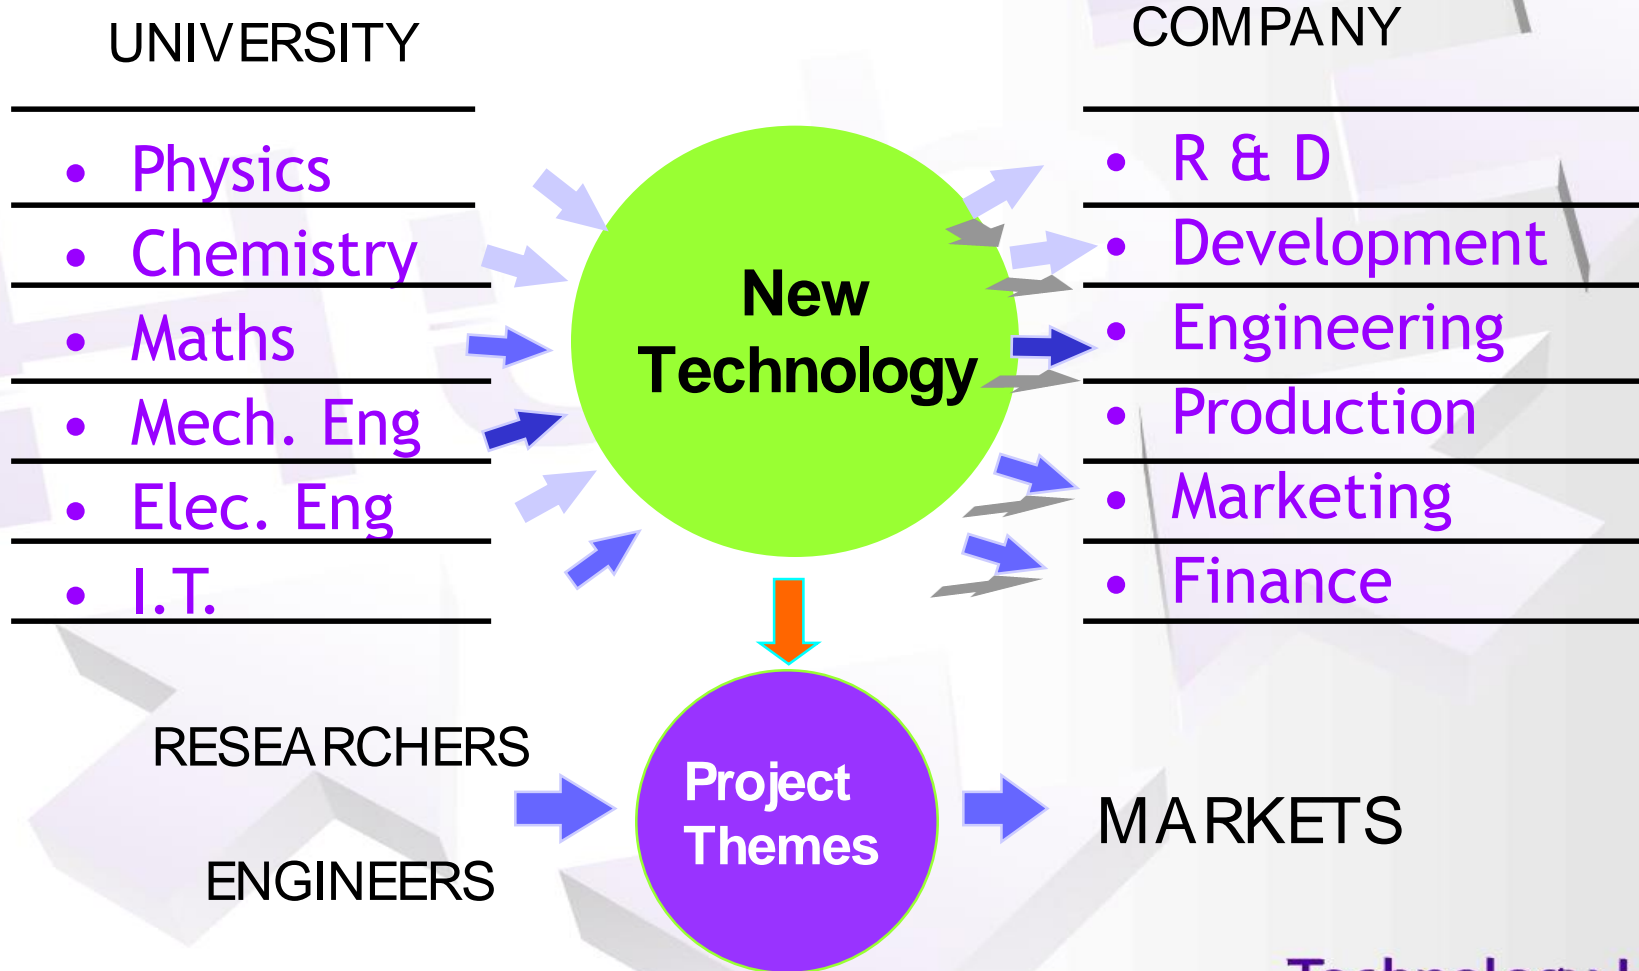 UNIVERSITY
• Physics
• Chemistry
• Maths
• Mech. Eng
• Elec. Eng
• I.T.
New
Technology
COMPANY
• R & D
• Development
• Engineering
• Production
• Marketing
• Finance
RESEARCHERS
ENGINEERS
Project
Themes
MARKETS